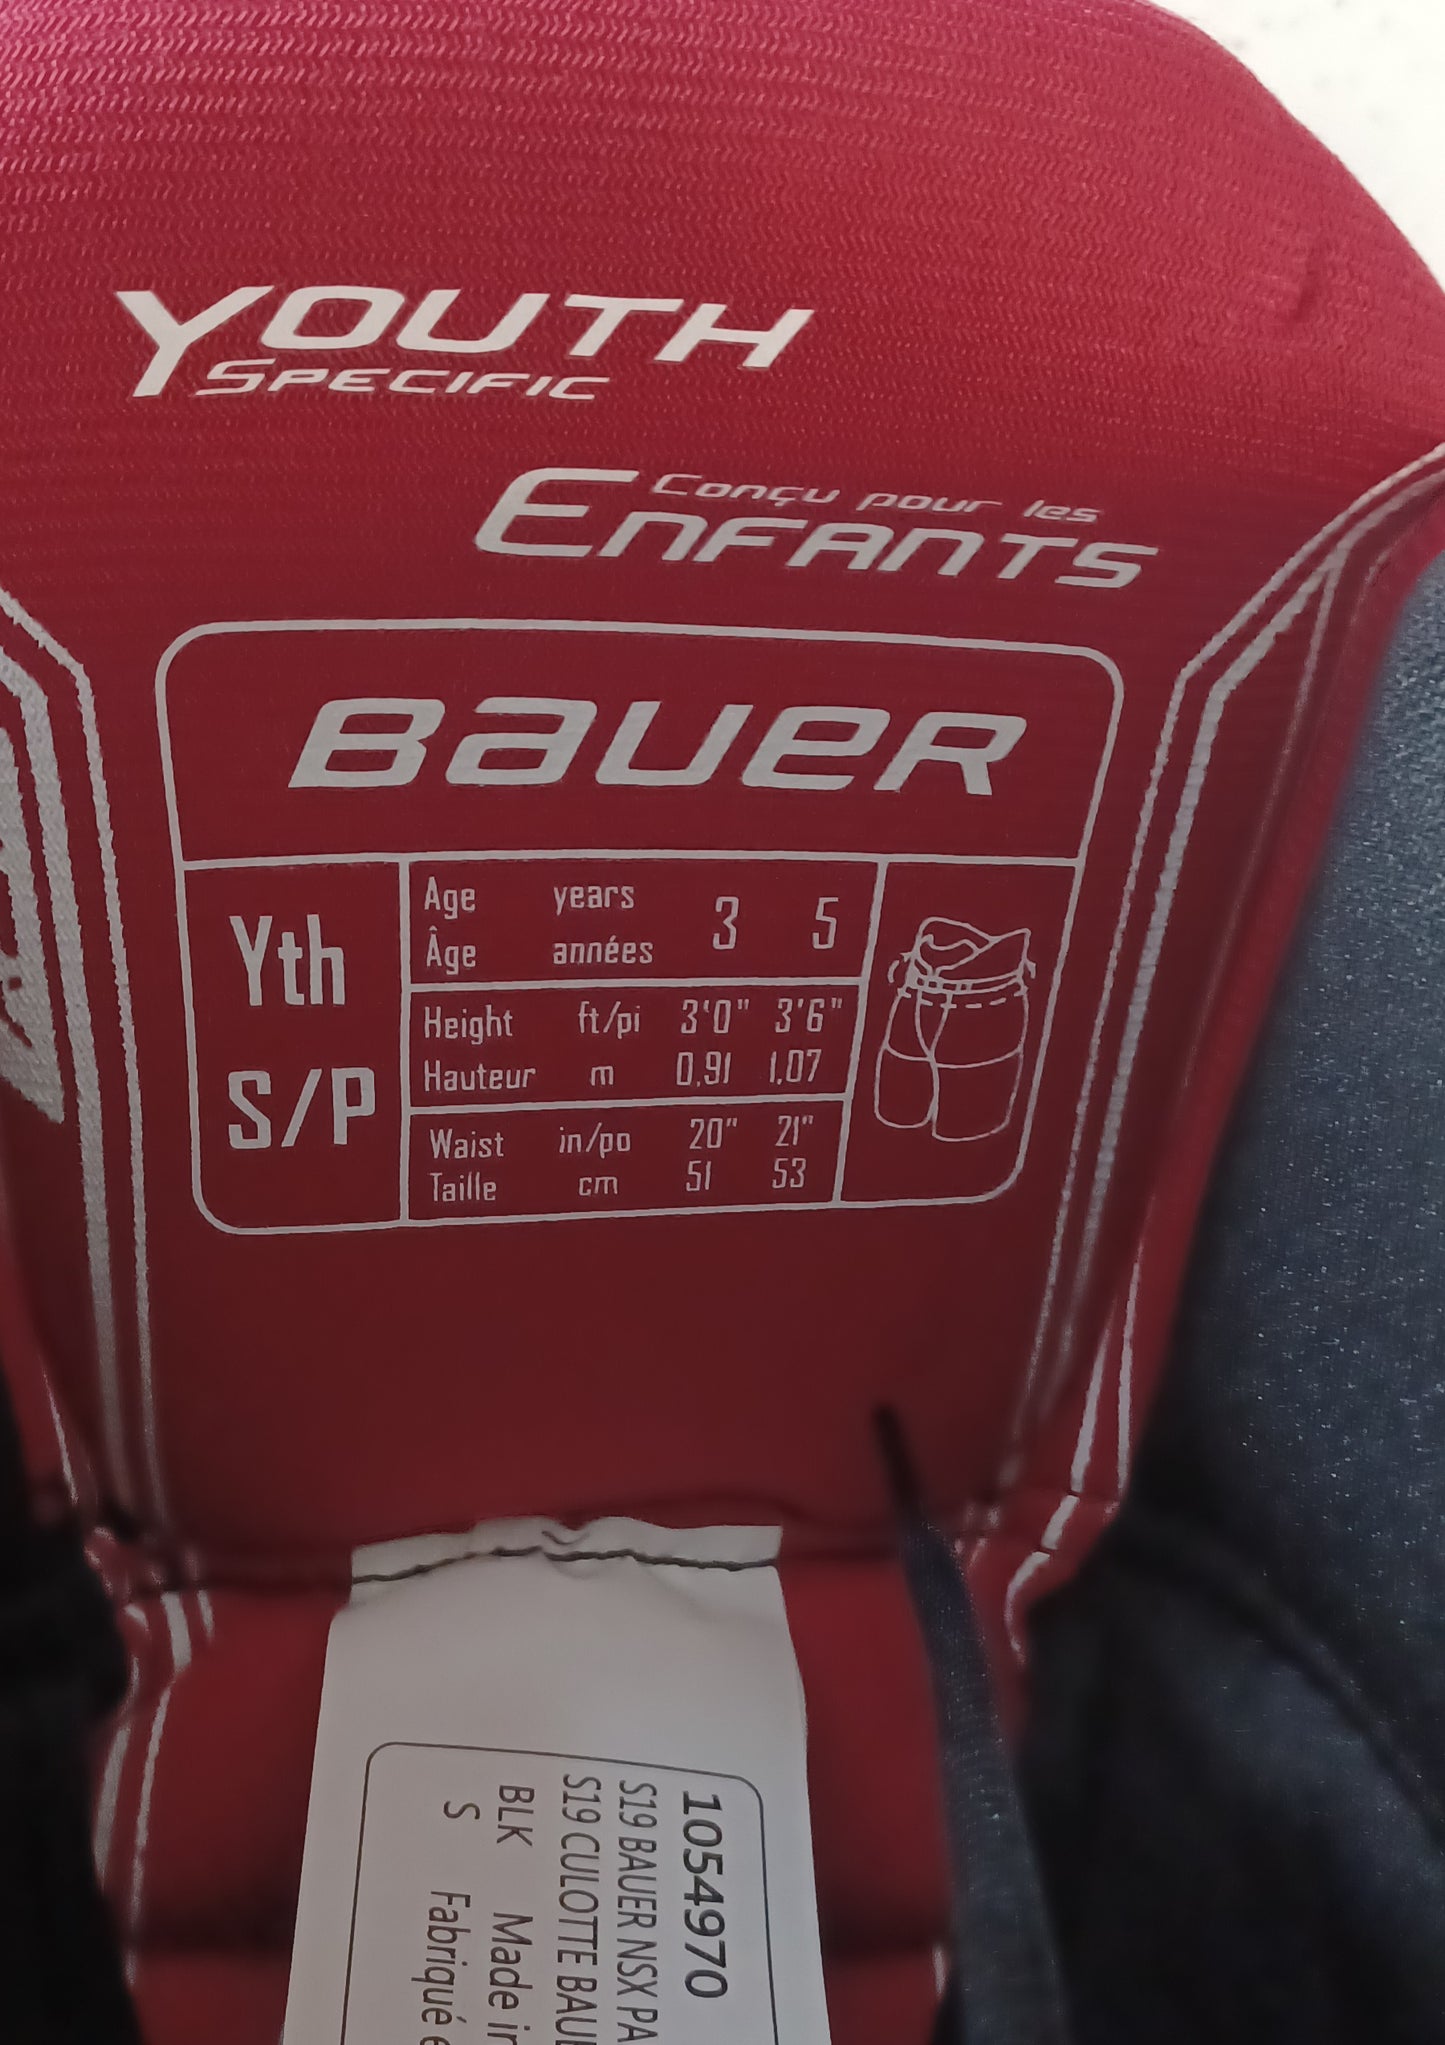 YOUTH
SPECIFIC
Conçu pour les
ENFANTS
BAUER
Yth
S/P
Age years 3 5
Âge années
Height ft/pi 3'0" 3'6"
Hauteur m 0,91 1,07
Waist in/po 20" 21"
Taille cm 51 53
1054970
S19 BAUER NSX PA
S19 CULOTTE BAU
BLK Made in
S Fabriqué